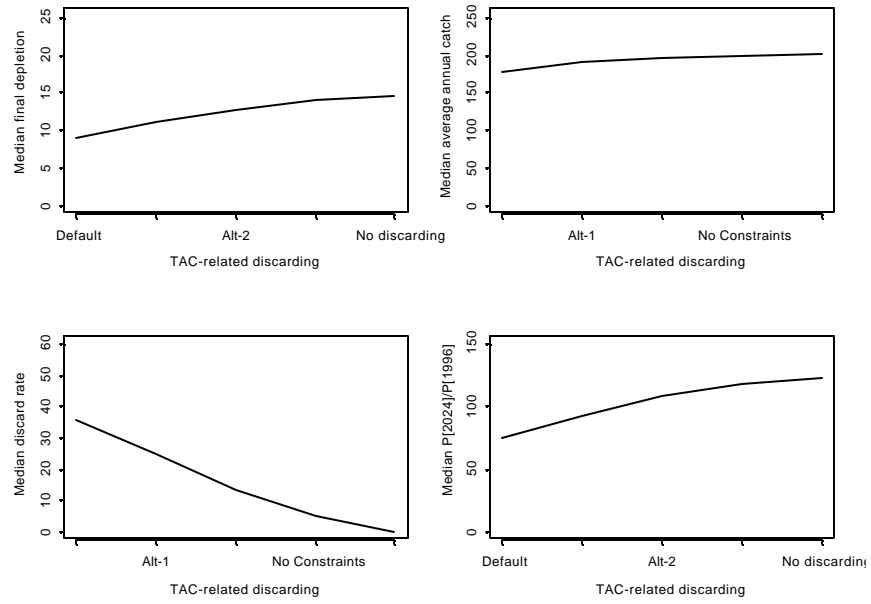 Median final depletion
25
20
15
10
5
0
Default
Alt-2
No discarding
TAC-related discarding
Median average annual catch
250
200
150
100
50
0
Alt-1
No Constraints
TAC-related discarding
Median discard rate
60
50
40
30
20
10
0
Alt-1
No Constraints
TAC-related discarding
Median P[2024]/P[1996]
150
100
50
0
Default
Alt-2
No discarding
TAC-related discarding